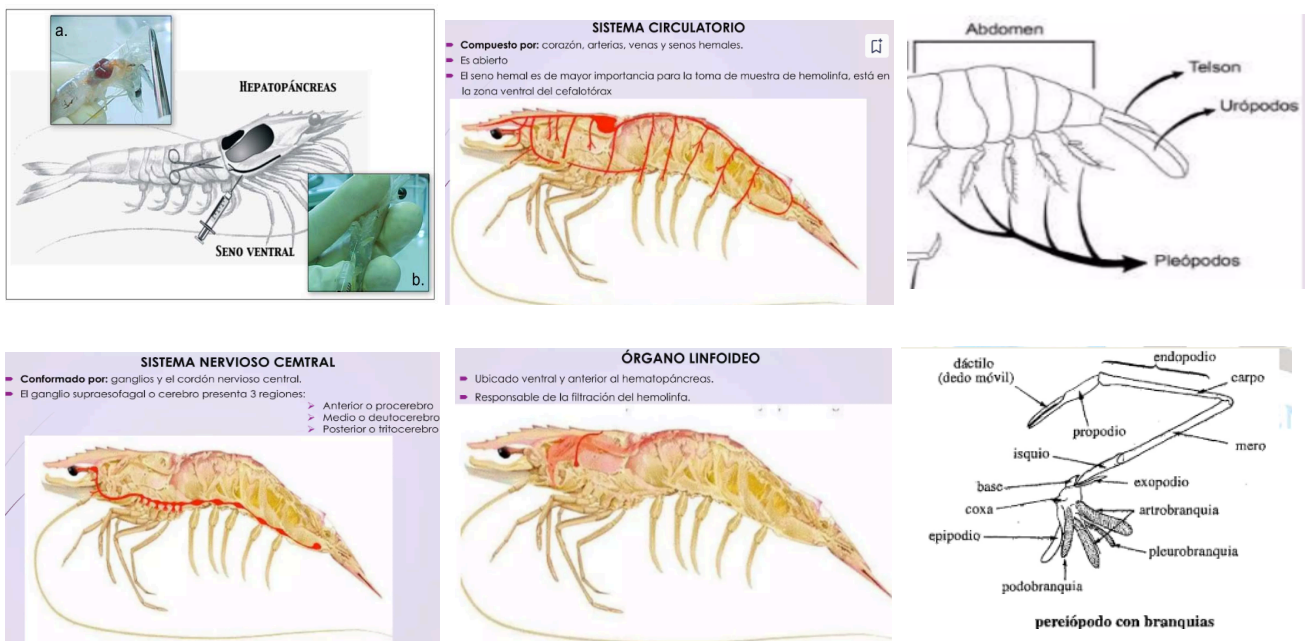 a.
HEPATOPÁNCREAS
SENO VENTRAL
b.
SISTEMA CIRCULATORIO
Compuesto por: corazón, arterias, venas y senos hemales.
Es abierto
El seno hemal es de mayor importancia para la toma de muestra de hemolinfa, está en
la zona ventral del cefalotórax
Abdomen
Telson
Urópodos
Pleópodos
SISTEMA NERVIOSO CEMTRAL
Conformado por: ganglios y el cordón nervioso central.
El ganglio supraesofagal o cerebro presenta 3 regiones:
Anterior o procerebro
Medio o deutocerebro
Posterior o tritocerebro
ÓRGANO LINFOIDEO
Ubicado ventral y anterior al hematopáncreas.
Responsable de la filtración del hemolinfa.
endopodio
dáctilo
(dedo móvil)
carpo
propodio
mero
isquio
base
exopodio
coxa
artrobranquia
epipodio
pleurobranquia
podobranquia
pereiópodo con branquias